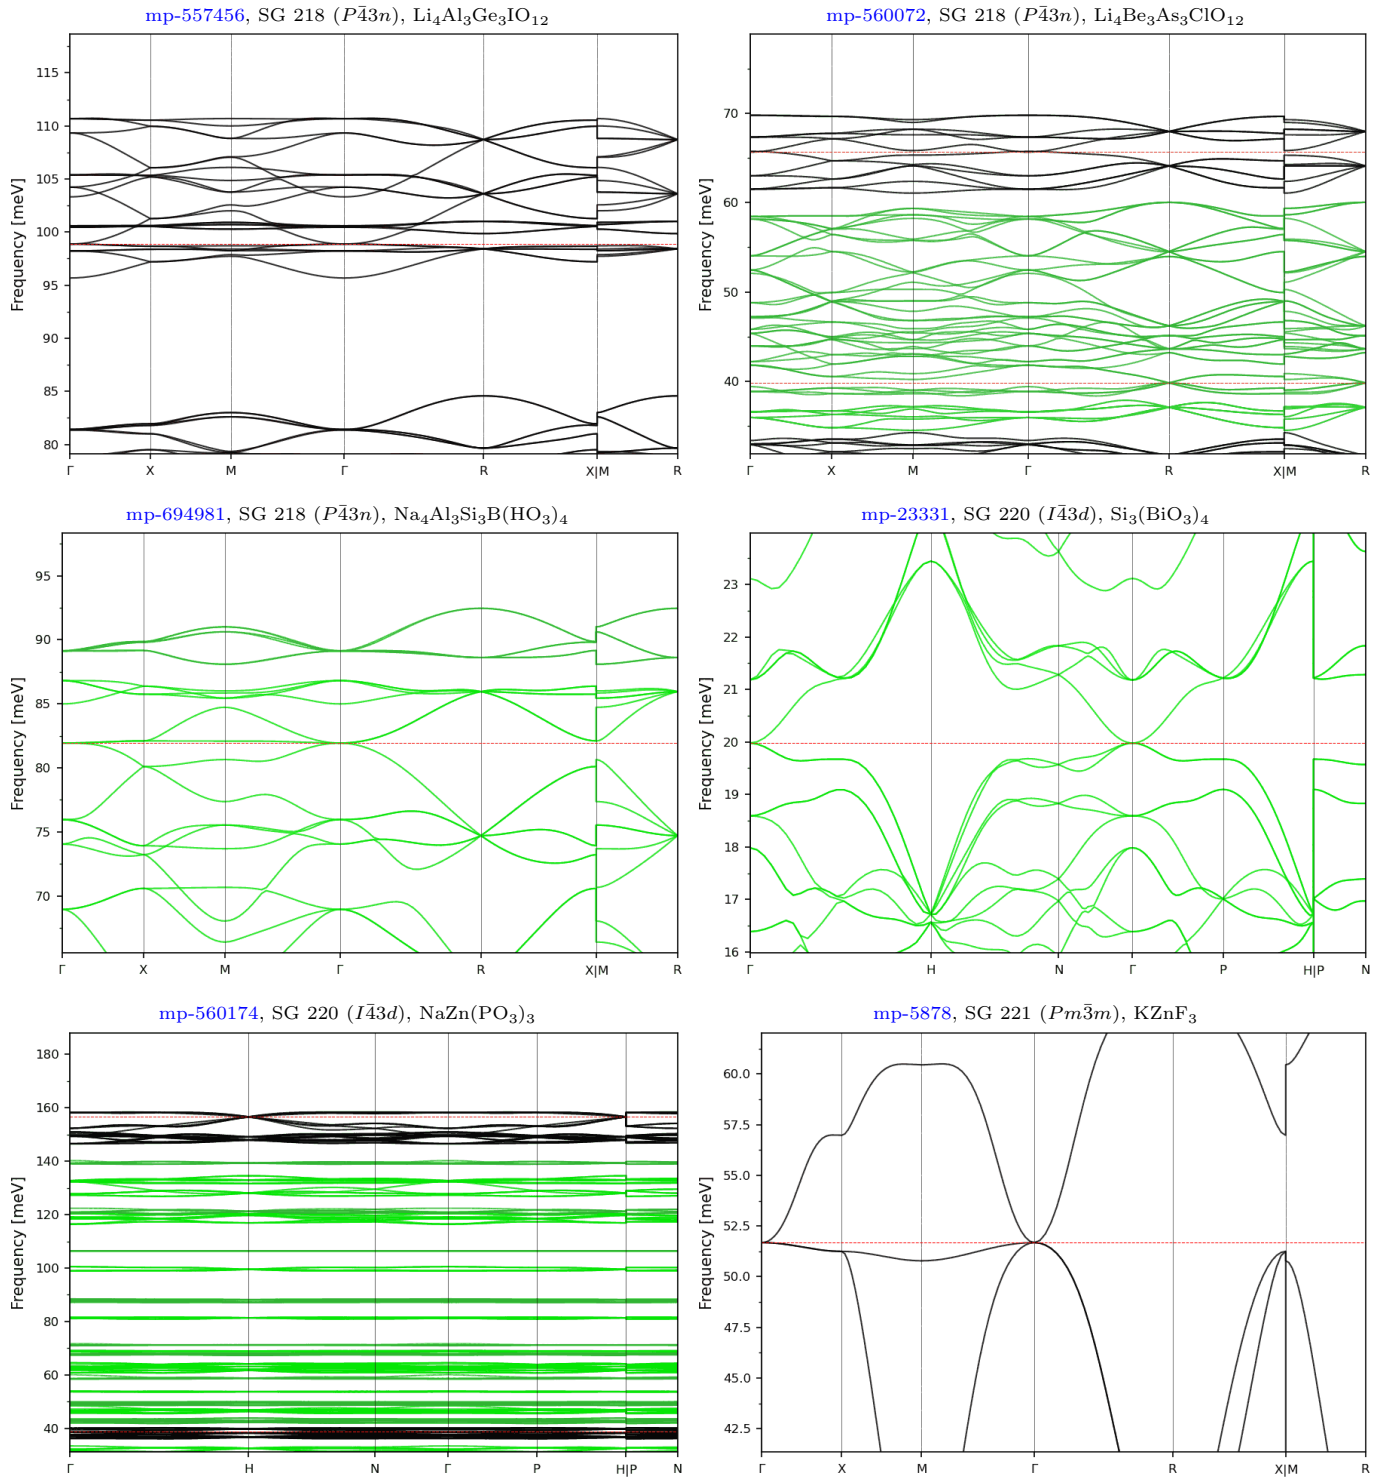 mp-557456, SG 218 (P4̄3n), Li₄Al₃Ge₃IO₁₂
Frequency [meV]
115
110
105
100
95
90
85
80
Γ X M Γ R X|M R
mp-560072, SG 218 (P4̄3n), Li₄Be₃As₃ClO₁₂
Frequency [meV]
70
60
50
40
Γ X M Γ R X|M R
mp-694981, SG 218 (P4̄3n), Na₄Al₃Si₃B(HO₃)₄
Frequency [meV]
95
90
85
80
75
70
Γ X M Γ R X|M R
mp-23331, SG 220 (I4̄3d), Si₃(BiO₃)₄
Frequency [meV]
23
22
21
20
19
18
17
16
Γ H N Γ P H|P N
mp-560174, SG 220 (I4̄3d), NaZn(PO₃)₃
Frequency [meV]
180
160
140
120
100
80
60
40
Γ H N Γ P H|P N
mp-5878, SG 221 (Pm3̄m), KZnF₃
Frequency [meV]
60.0
57.5
55.0
52.5
50.0
47.5
45.0
42.5
Γ X M Γ R X|M R